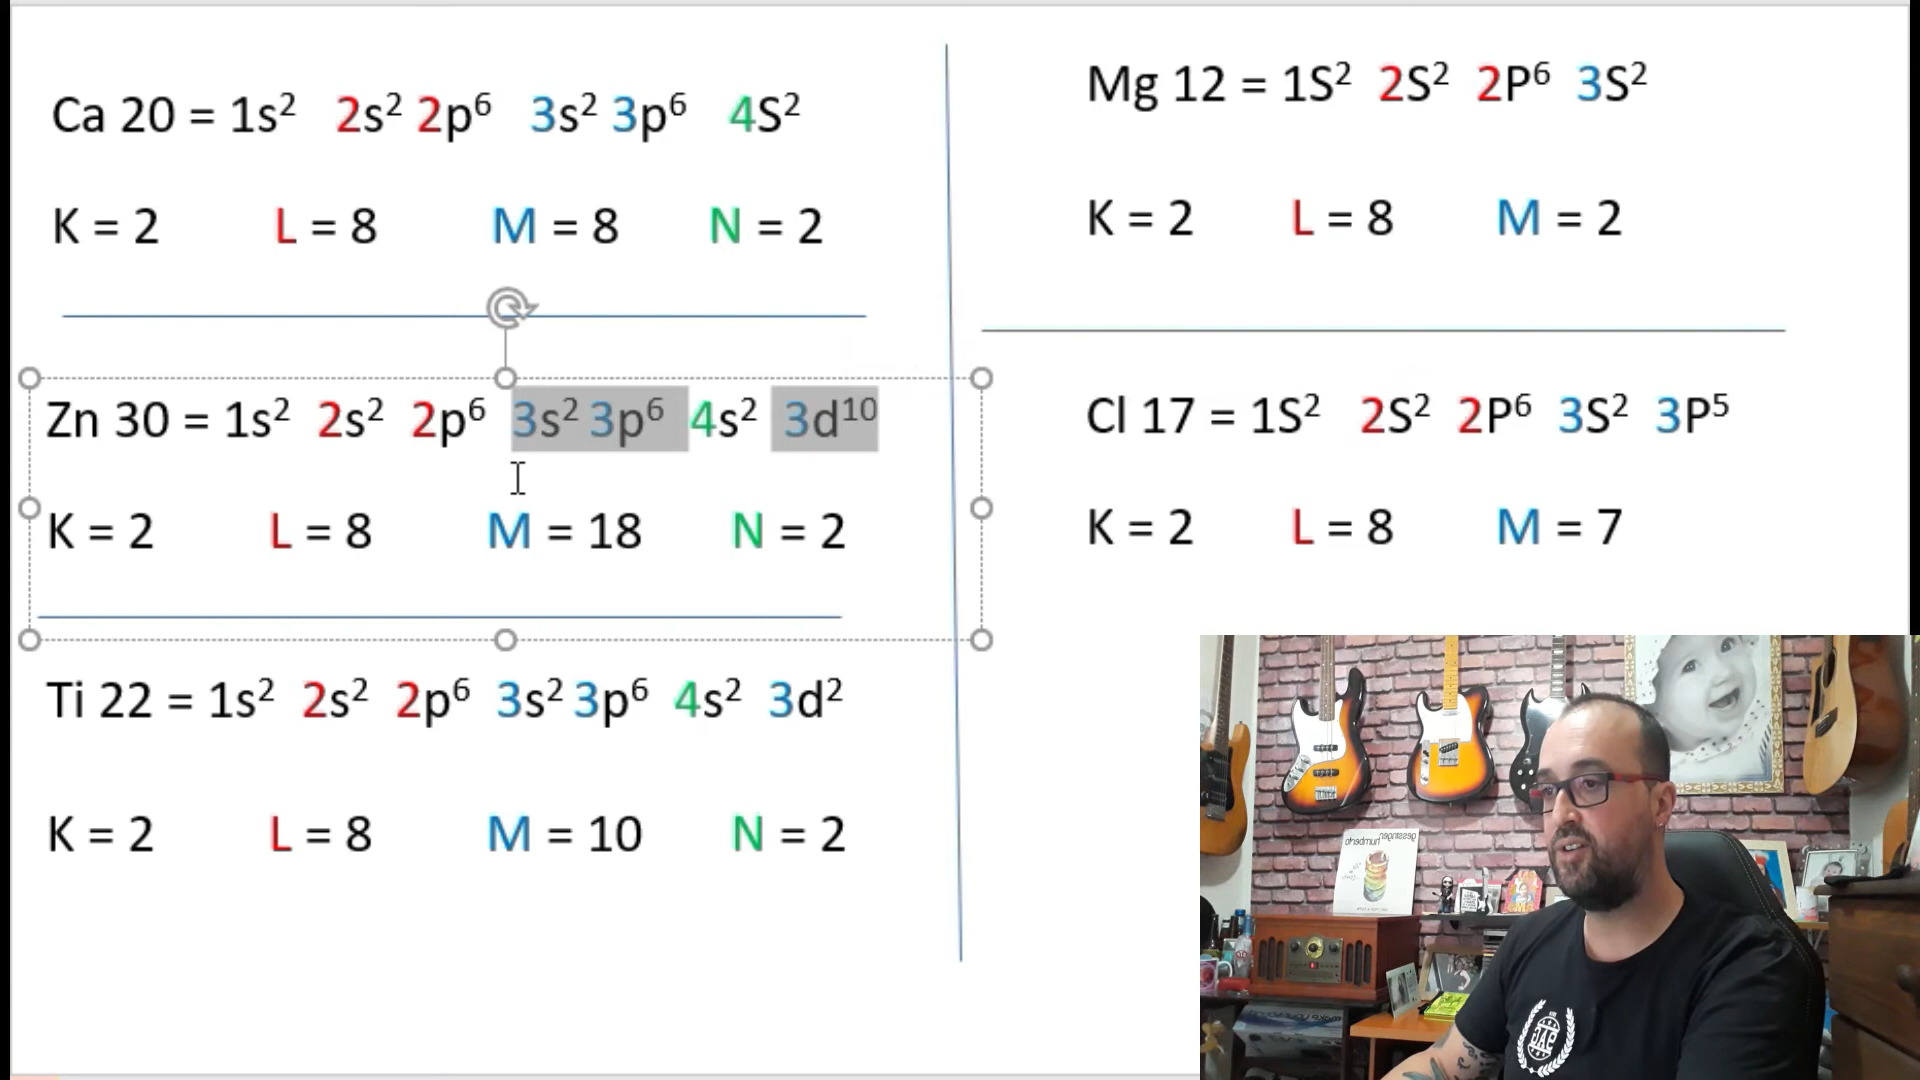 Ca 20 = 1s² 2s² 2p⁶ 3s² 3p⁶ 4S²
K = 2 L = 8 M = 8 N = 2
Zn 30 = 1s² 2s² 2p⁶ 3s² 3p⁶ 4s² 3d¹⁰
K = 2 L = 8 M = 18 N = 2
Ti 22 = 1s² 2s² 2p⁶ 3s² 3p⁶ 4s² 3d²
K = 2 L = 8 M = 10 N = 2
Mg 12 = 1S² 2S² 2P⁶ 3S²
K = 2 L = 8 M = 2
Cl 17 = 1S² 2S² 2P⁶ 3S² 3P⁵
K = 2 L = 8 M = 7
gessinger
humberto